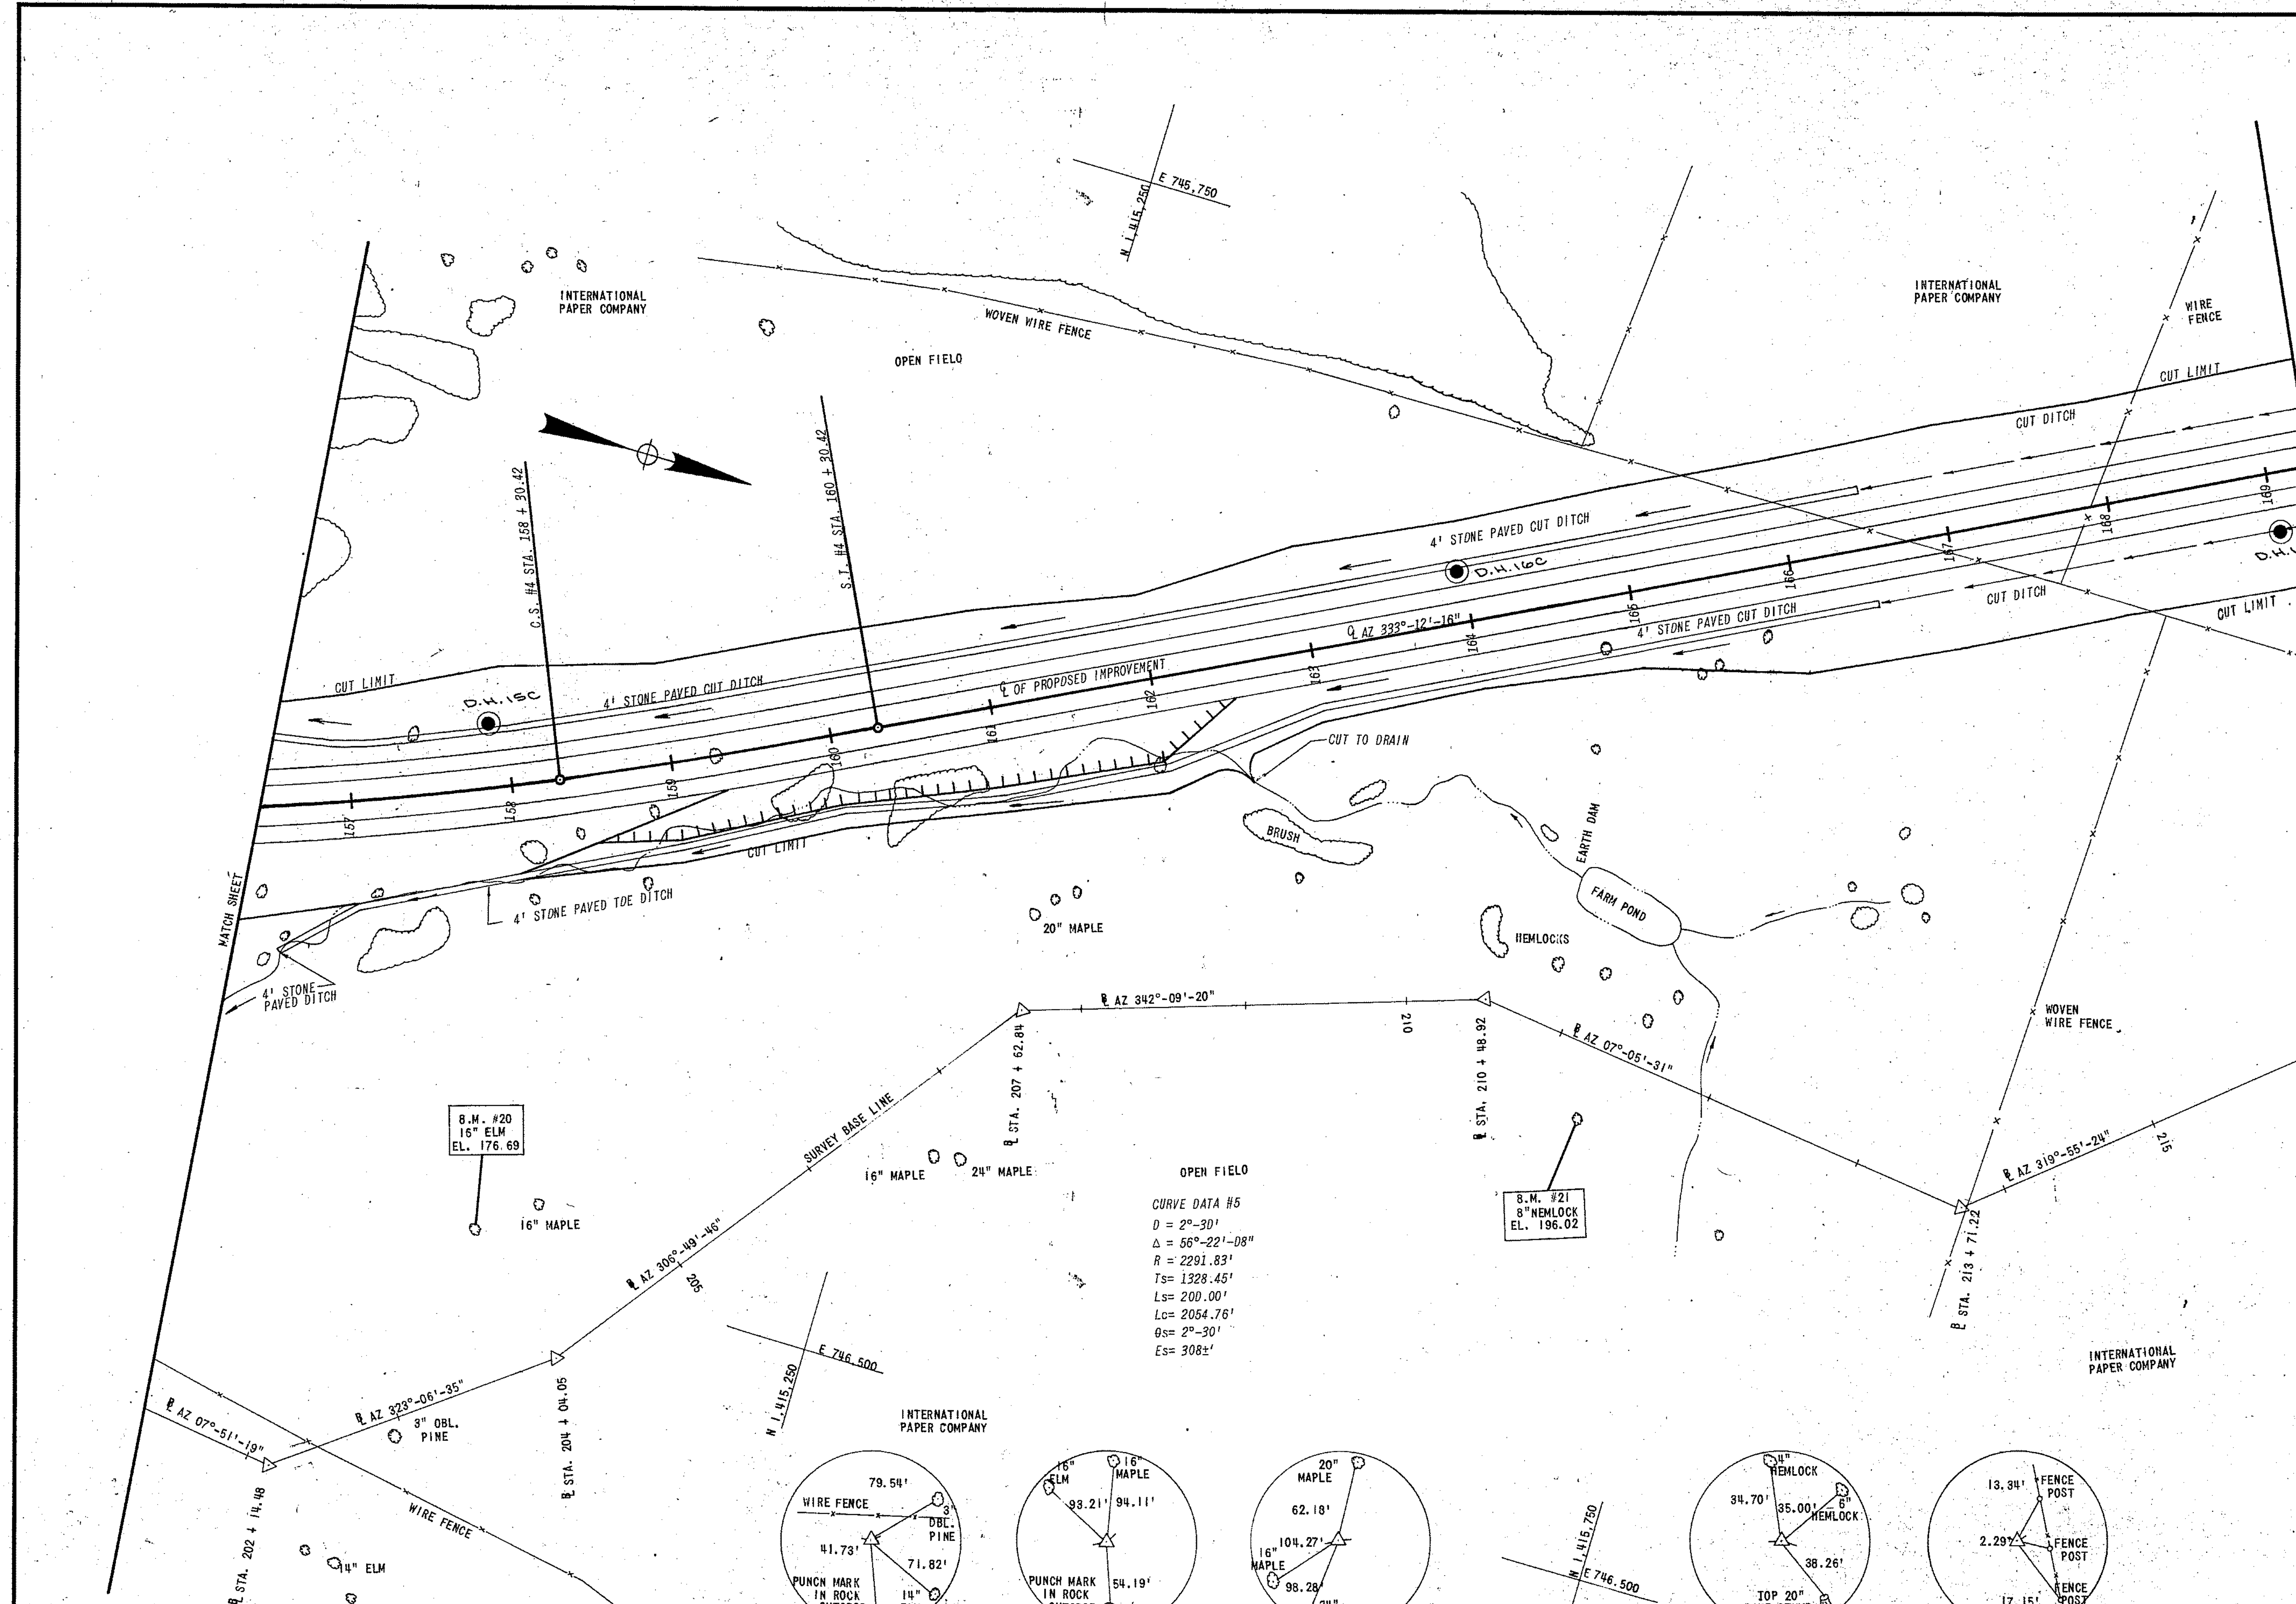 E 745,750
N 1,415,250
INTERNATIONAL
PAPER COMPANY
INTERNATIONAL
PAPER COMPANY
WIRE
FENCE
WOVEN WIRE FENCE
OPEN FIELD
CUT LIMIT
CUT DITCH
C.S. #4 STA. 158 + 30.42
S.T. #4 STA. 160 + 30.42
4' STONE PAVED CUT DITCH
D.H. 16C
169
168
167
166
165
164
163
162
161
160
159
158
157
℄ AZ 333°-12'-16"
4' STONE PAVED CUT DITCH
CUT DITCH
CUT LIMIT
CUT LIMIT
D.H. 15C
4' STONE PAVED CUT DITCH
℄ OF PROPOSED IMPROVEMENT
CUT TO DRAIN
BRUSH
EARTH DAM
FARM POND
CUT LIMIT
4' STONE PAVED TOE DITCH
MATCH SHEET
4' STONE
PAVED DITCH
20" MAPLE
HEMLOCKS
WOVEN
WIRE FENCE
B̲L AZ 342°-09'-20"
210
B̲L STA. 207 + 62.84
B̲L STA. 210 + 48.92
B̲L AZ 07°-05'-31"
SURVEY BASE LINE
B.M. #20
16" ELM
EL. 176.69
16" MAPLE
16" MAPLE
24" MAPLE
OPEN FIELD
CURVE DATA #5
D = 2°-30'
Δ = 56°-22'-08"
R = 2291.83'
Ts= 1328.45'
Ls= 200.00'
Lc= 2054.76'
θs= 2°-30'
Es= 308±'
B.M. #21
8"NEMLOCK
EL. 196.02
B̲L AZ 319°-55'-24"
215
B̲L STA. 213 + 71.22
B̲L AZ 306°-49'-46"
205
E 746,500
N 1,415,250
INTERNATIONAL
PAPER COMPANY
INTERNATIONAL
PAPER COMPANY
B̲L AZ 07°-51'-19"
B̲L AZ 323°-06'-35"
3" OBL.
PINE
B̲L STA. 204 + 04.05
B̲L STA. 202 + 14.48
WIRE FENCE
14" ELM
79.54'
WIRE FENCE
3"
DBL.
PINE
41.73'
71.82'
PUNCN MARK
IN ROCK
14"
16"
ELM
16"
MAPLE
93.21'
94.11'
PUNCH MARK
IN ROCK
54.19'
20"
MAPLE
62.18'
104.27'
16"
MAPLE
98.28'
N 1,415,750
E 746,500
4"
HEMLOCK
34.70'
35.00'
6"
HEMLOCK
38.26'
TOP 20"
13.34'
FENCE
POST
2.29'
FENCE
POST
FENCE
POST
17.15'